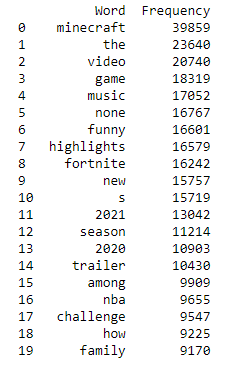 Word Frequency
0 minecraft 39859
1 the 23640
2 video 20740
3 game 18319
4 music 17052
5 none 16767
6 funny 16601
7 highlights 16579
8 fortnite 16242
9 new 15757
10 s 15719
11 2021 13042
12 season 11214
13 2020 10903
14 trailer 10430
15 among 9909
16 nba 9655
17 challenge 9547
18 how 9225
19 family 9170